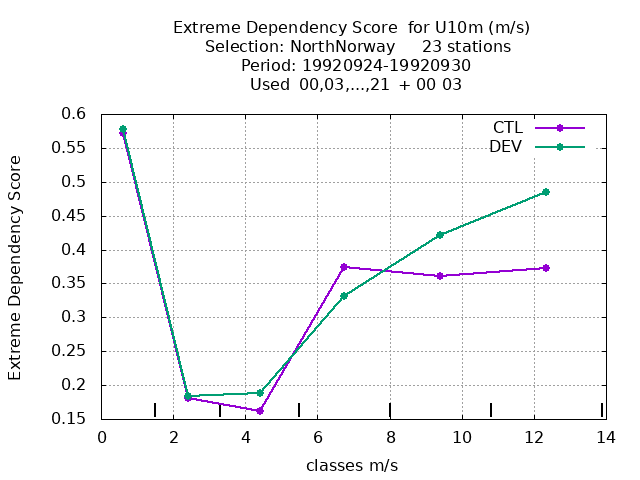 Extreme Dependency Score  for U10m (m/s)
Selection: NorthNorway     23 stations
Period: 19920924-19920930
Used  00,03,...,21  + 00 03
CTL
DEV
Extreme Dependency Score
0.6
0.55
0.5
0.45
0.4
0.35
0.3
0.25
0.2
0.15
0 2 4 6 8 10 12 14
classes m/s